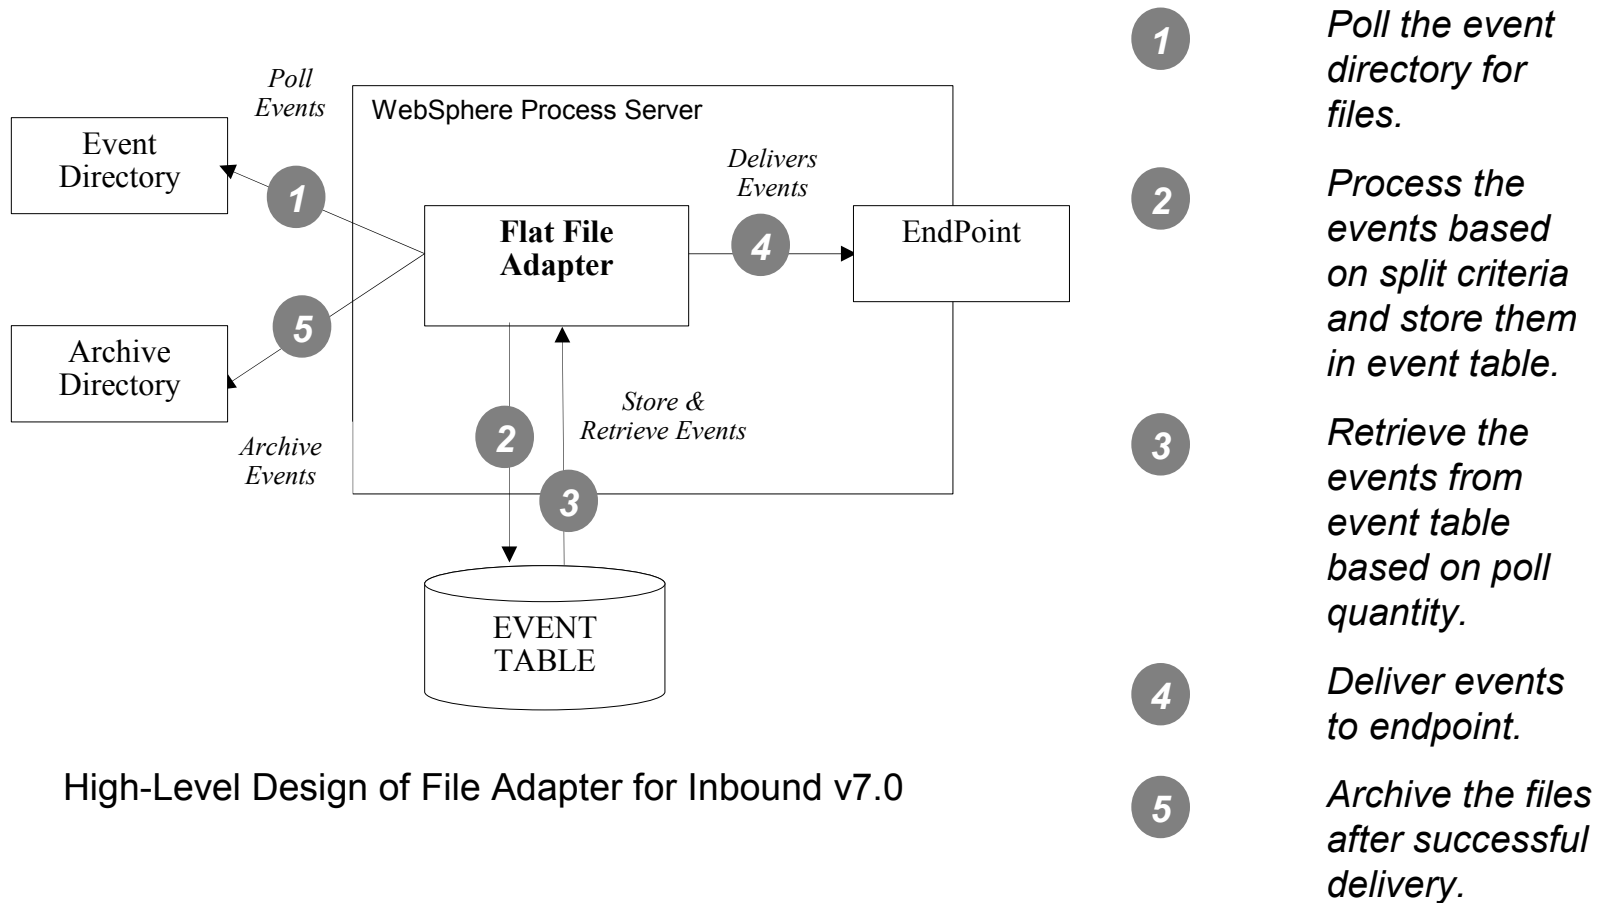 Poll
Events
WebSphere Process Server
Event
Directory
1
Delivers
Events
Flat File
Adapter
4
EndPoint
5
Archive
Directory
Archive
Events
2
Store &
Retrieve Events
3
EVENT
TABLE
High-Level Design of File Adapter for Inbound v7.0
1
Poll the event
directory for
files.
2
Process the
events based
on split criteria
and store them
in event table.
3
Retrieve the
events from
event table
based on poll
quantity.
4
Deliver events
to endpoint.
5
Archive the files
after successful
delivery.